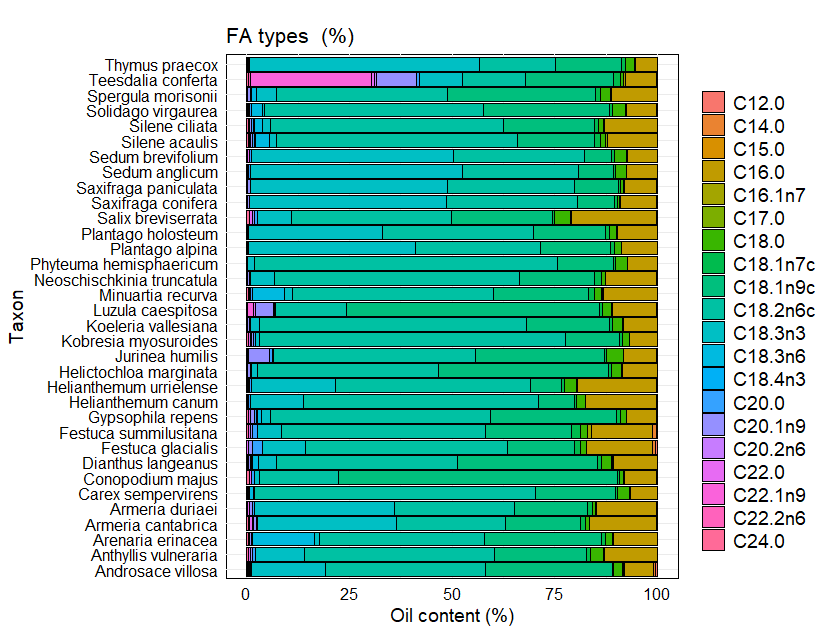 FA types (%)
Taxon
Thymus praecox
Teesdalia conferta
Spergula morisonii
Solidago virgaurea
Silene ciliata
Silene acaulis
Sedum brevifolium
Sedum anglicum
Saxifraga paniculata
Saxifraga conifera
Salix breviserrata
Plantago holosteum
Plantago alpina
Phyteuma hemisphaericum
Neoschischkinia truncatula
Minuartia recurva
Luzula caespitosa
Koeleria vallesiana
Kobresia myosuroides
Jurinea humilis
Helictochloa marginata
Helianthemum urrielense
Helianthemum canum
Gypsophila repens
Festuca summilusitana
Festuca glacialis
Dianthus langeanus
Conopodium majus
Carex sempervirens
Armeria duriaei
Armeria cantabrica
Arenaria erinacea
Anthyllis vulneraria
Androsace villosa
0 25 50 75 100
Oil content (%)
C12.0
C14.0
C15.0
C16.0
C16.1n7
C17.0
C18.0
C18.1n7c
C18.1n9c
C18.2n6c
C18.3n3
C18.3n6
C18.4n3
C20.0
C20.1n9
C20.2n6
C22.0
C22.1n9
C22.2n6
C24.0